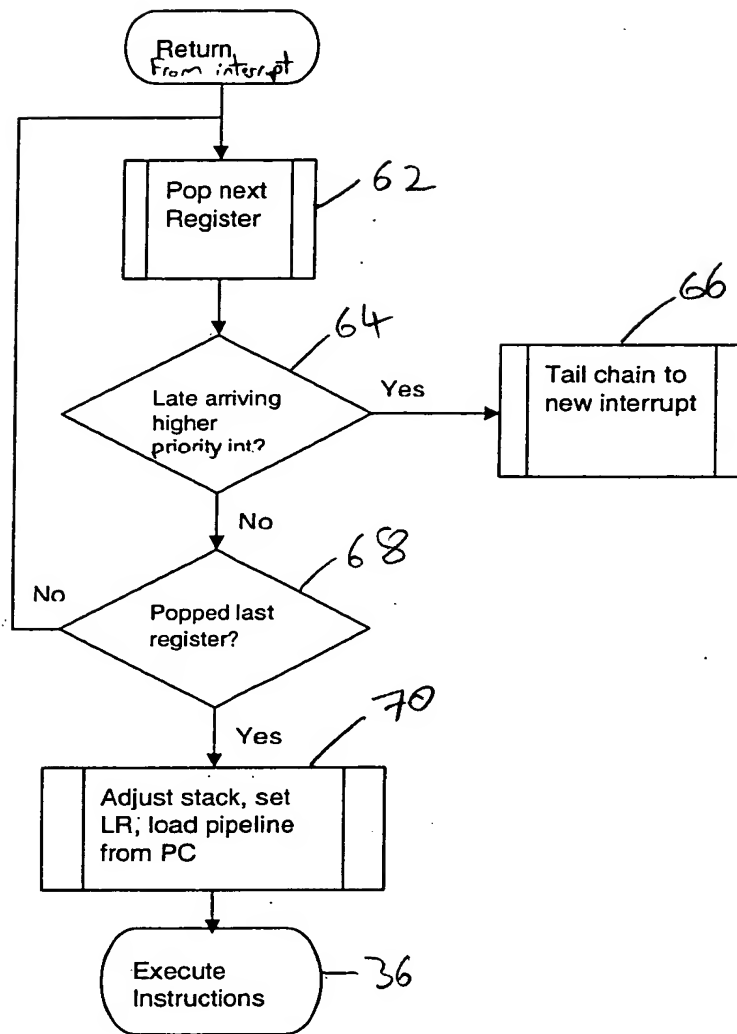 Return
From interrupt
Pop next
Register
62
64
Late arriving
higher
priority int.?
Yes
66
Tail chain to
new interrupt
No
68
No
Popped last
register?
70
Yes
Adjust stack, set
LR, load pipeline
from PC
Execute
Instructions
36